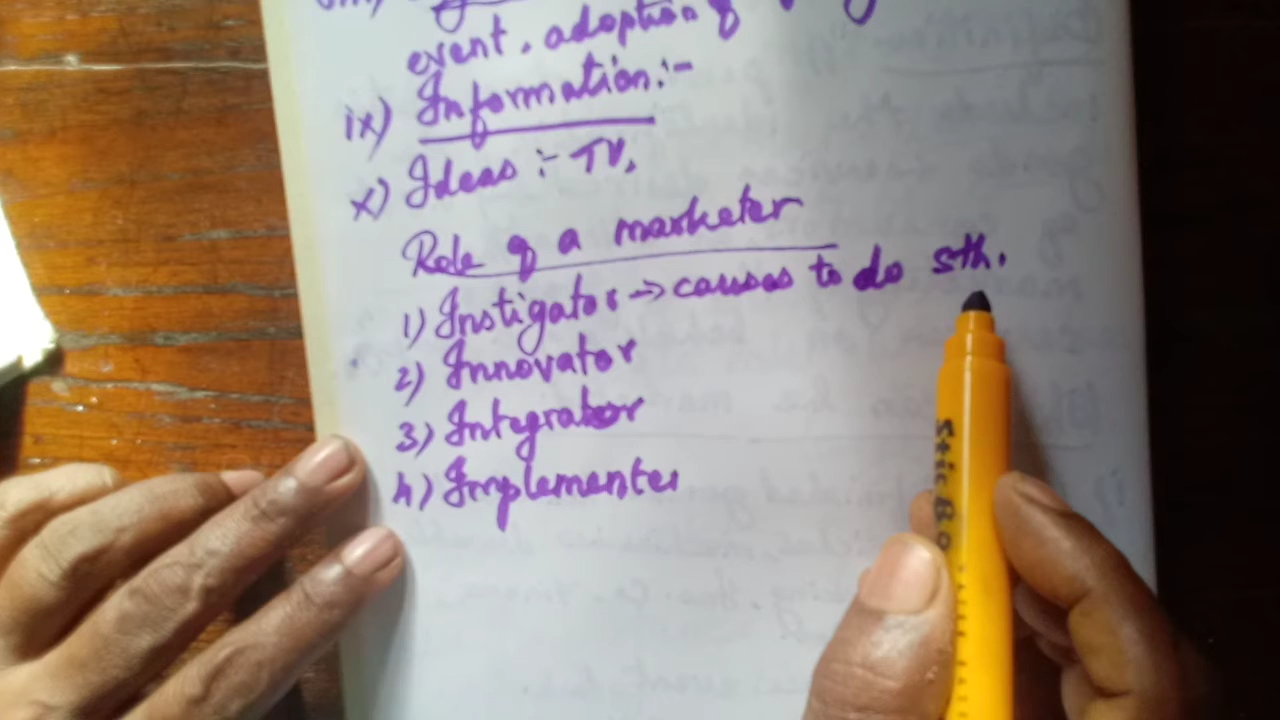 event, adoption of
ix) Information:-
x) Ideas :- TV,
Role of a marketer
1) Instigator → causes to do sth.
2) Innovator
3) Integrator
4) Implementer